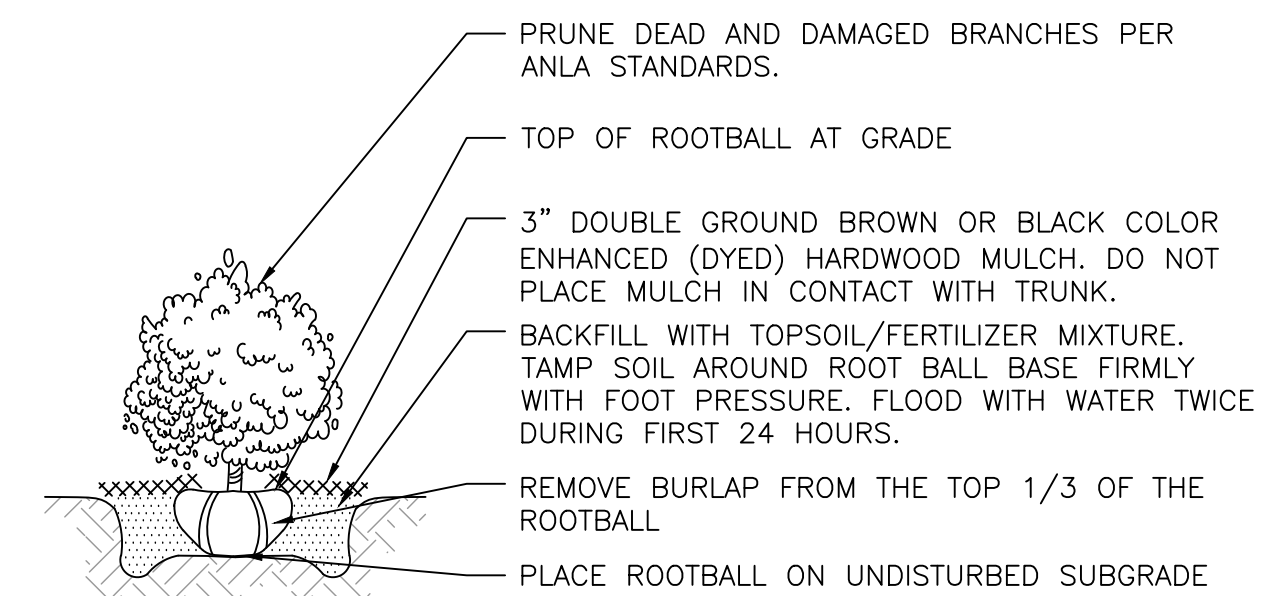 PRUNE DEAD AND DAMAGED BRANCHES PER
ANLA STANDARDS.
TOP OF ROOTBALL AT GRADE
3" DOUBLE GROUND BROWN OR BLACK COLOR
ENHANCED (DYED) HARDWOOD MULCH. DO NOT
PLACE MULCH IN CONTACT WITH TRUNK.
BACKFILL WITH TOPSOIL/FERTILIZER MIXTURE.
TAMP SOIL AROUND ROOT BALL BASE FIRMLY
WITH FOOT PRESSURE. FLOOD WITH WATER TWICE
DURING FIRST 24 HOURS.
REMOVE BURLAP FROM THE TOP 1/3 OF THE
ROOTBALL
PLACE ROOTBALL ON UNDISTURBED SUBGRADE